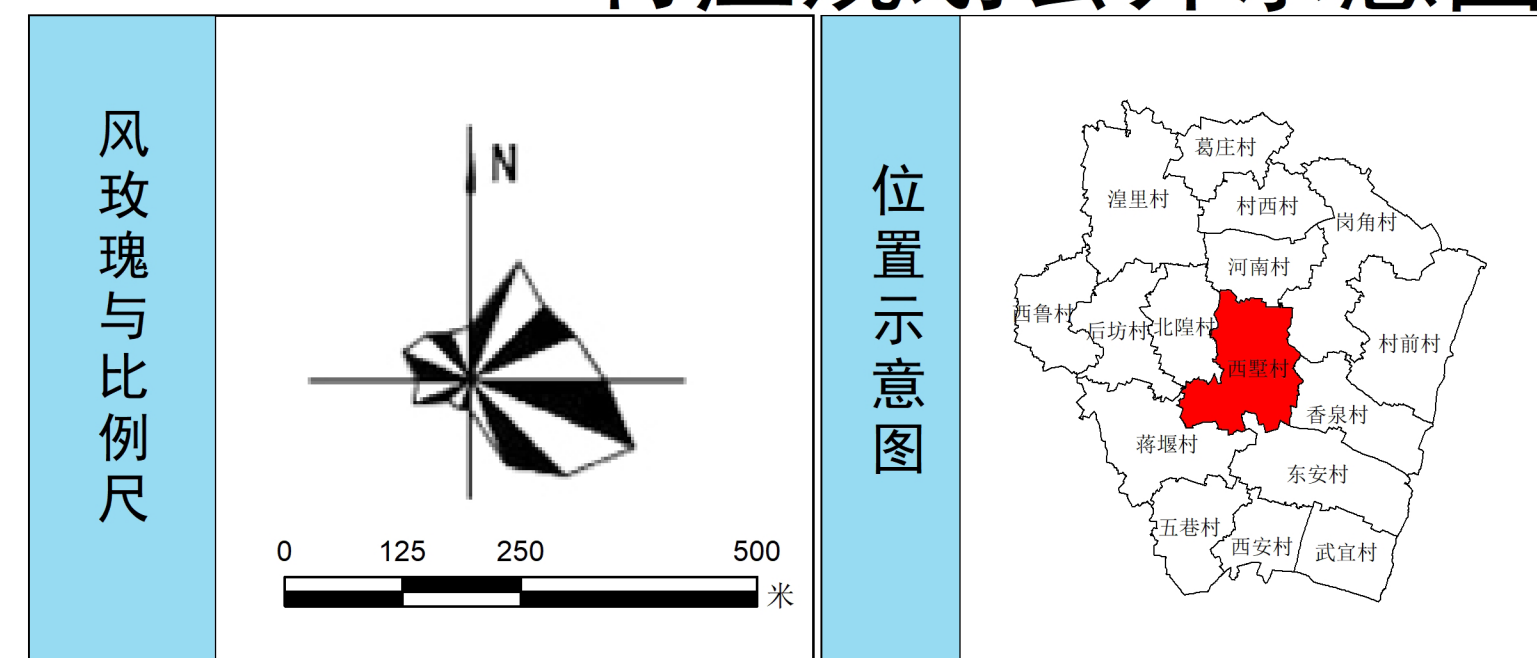 风玫瑰与比例尺
N
0 125 250 500
米
位置示意图
葛庄村
湟里村
村西村
岗角村
河南村
西鲁村
后坊村
北隍村
村前村
西墅村
香泉村
蒋堰村
东安村
五巷村
西安村
武宜村